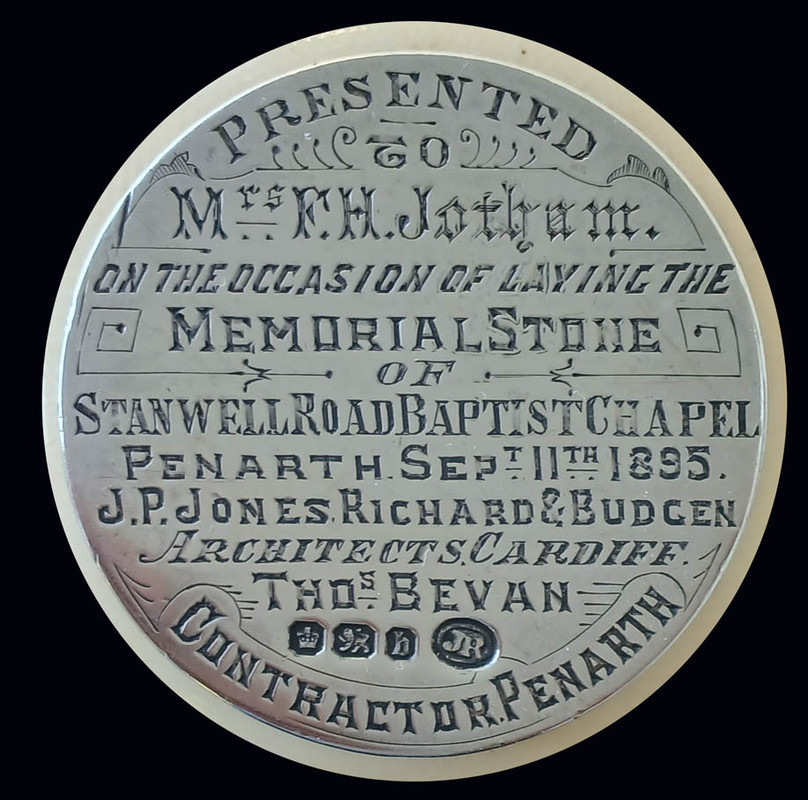 PRESENTED
TO
Mrs F.H. Jotham.
ON THE OCCASION OF LAYING THE
MEMORIAL STONE
OF
STANWELL ROAD BAPTIST CHAPEL
PENARTH. SEPT 11TH 1895.
J.P. JONES. RICHARD & BUDGEN
ARCHITECTS. CARDIFF.
THOS. BEVAN
h JR
CONTRACTOR. PENARTH